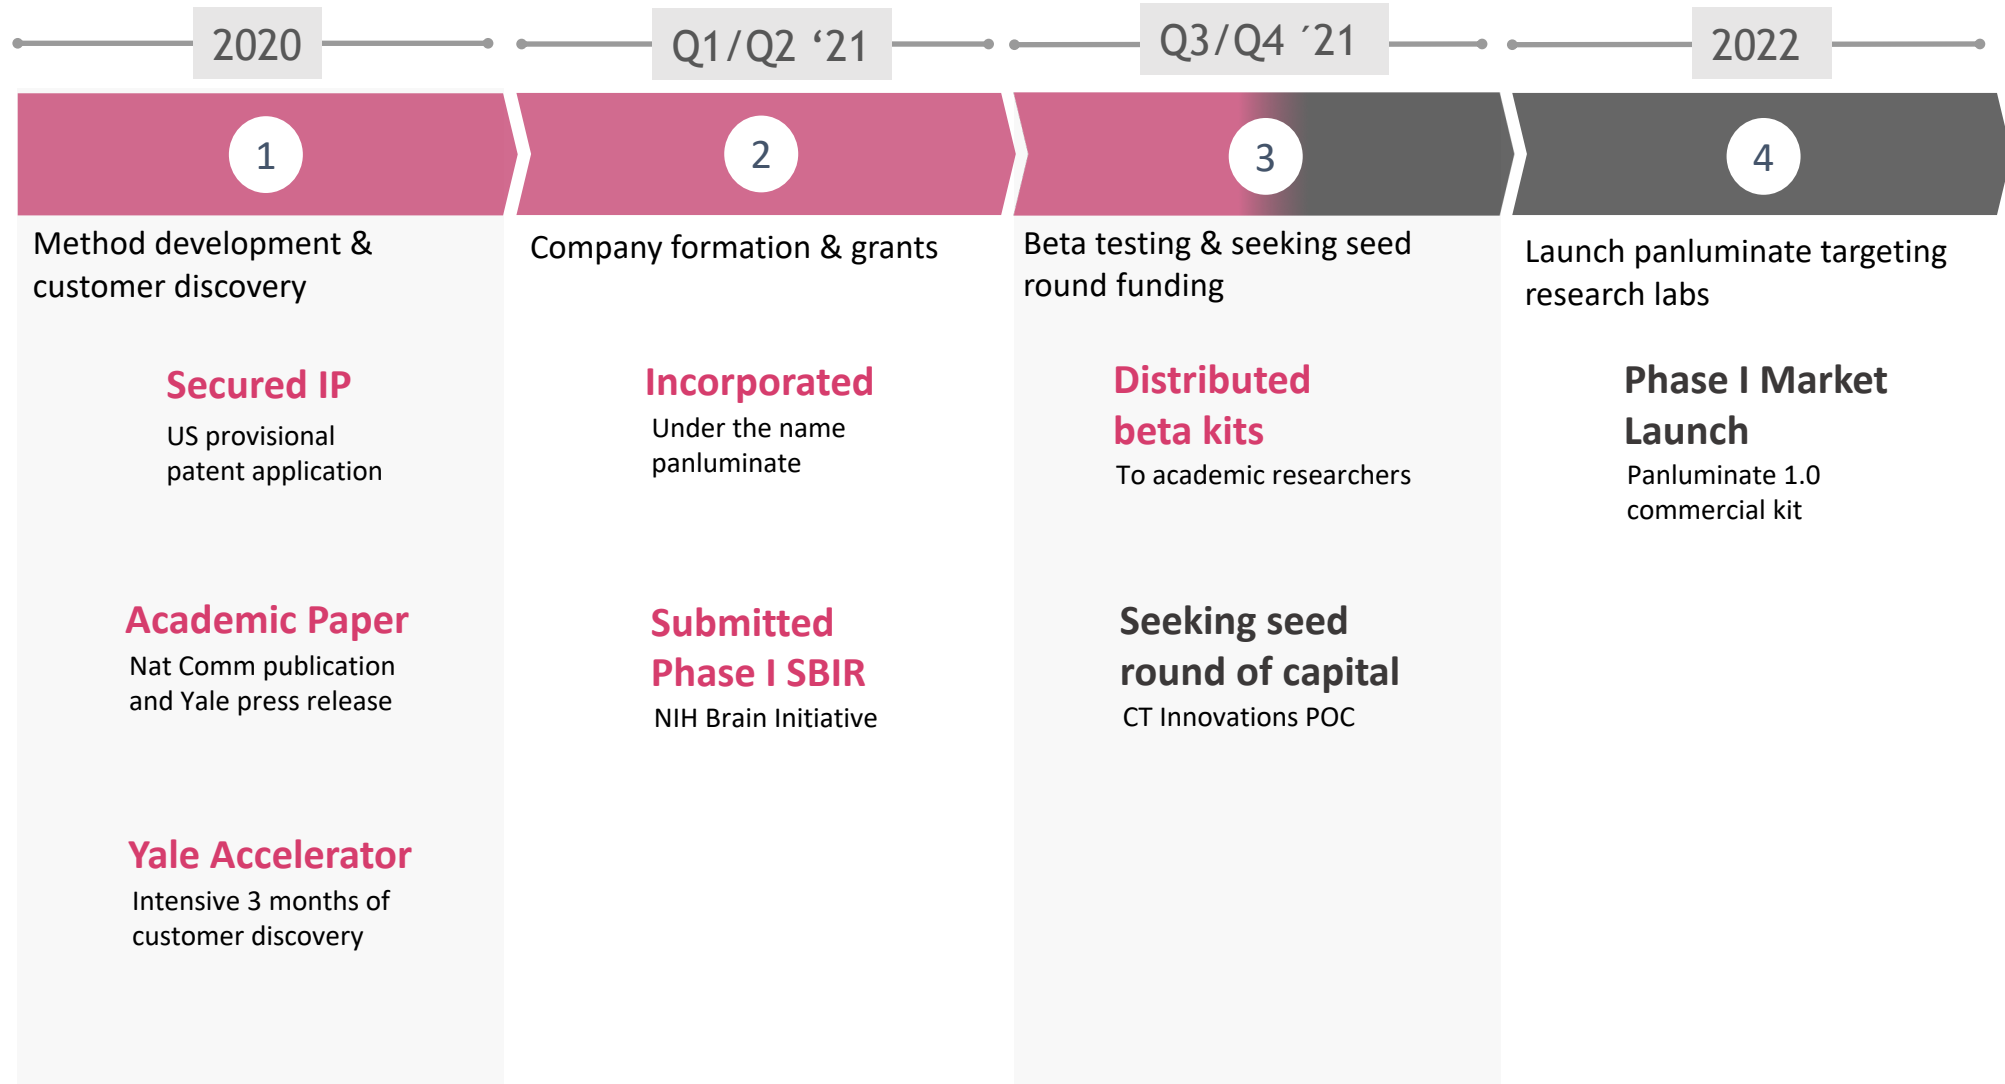 2020
Q1/Q2 ‘21
Q3/Q4 ´21
2022
1
2
3
4
Method development &
customer discovery
Secured IP
US provisional
patent application
Academic Paper
Nat Comm publication
and Yale press release
Yale Accelerator
Intensive 3 months of
customer discovery
Company formation & grants
Incorporated
Under the name
panluminate
Submitted
Phase I SBIR
NIH Brain Initiative
Beta testing & seeking seed
round funding
Distributed
beta kits
To academic researchers
Seeking seed
round of capital
CT Innovations POC
Launch panluminate targeting
research labs
Phase I Market
Launch
Panluminate 1.0
commercial kit